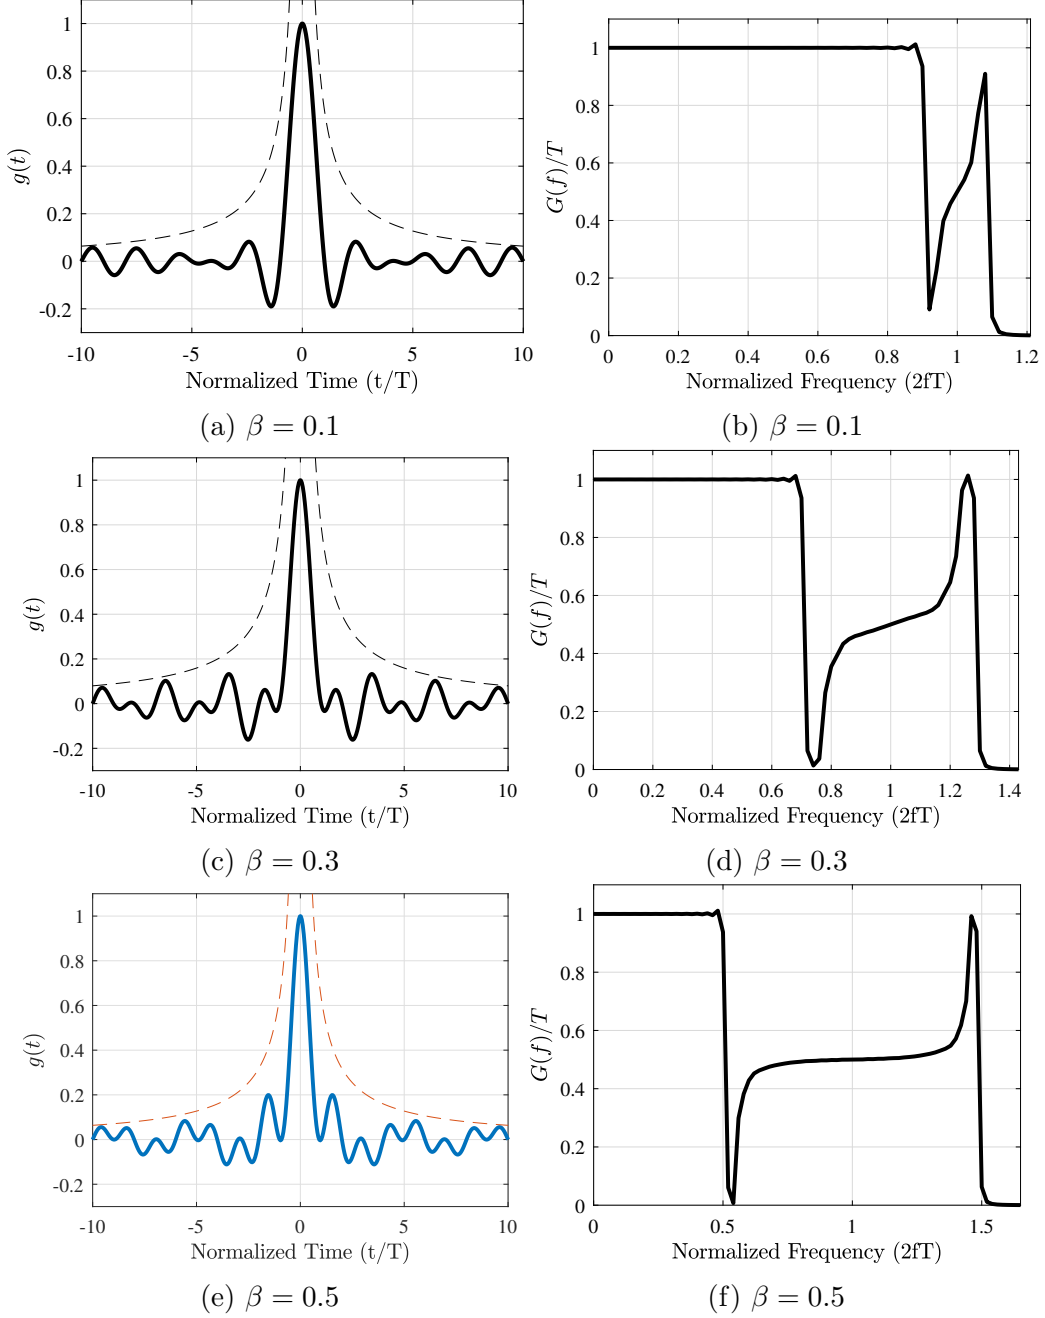 1
0.8
0.6
0.4
0.2
0
-0.2
g(t)
-10 -5 0 5 10
Normalized Time (t/T)
(a) β = 0.1
1
0.8
0.6
0.4
0.2
0
G(f)/T
0 0.2 0.4 0.6 0.8 1 1.2
Normalized Frequency (2fT)
(b) β = 0.1
1
0.8
0.6
0.4
0.2
0
-0.2
g(t)
-10 -5 0 5 10
Normalized Time (t/T)
(c) β = 0.3
1
0.8
0.6
0.4
0.2
0
G(f)/T
0 0.2 0.4 0.6 0.8 1 1.2 1.4
Normalized Frequency (2fT)
(d) β = 0.3
1
0.8
0.6
0.4
0.2
0
-0.2
g(t)
-10 -5 0 5 10
Normalized Time (t/T)
(e) β = 0.5
1
0.8
0.6
0.4
0.2
0
G(f)/T
0 0.5 1 1.5
Normalized Frequency (2fT)
(f) β = 0.5